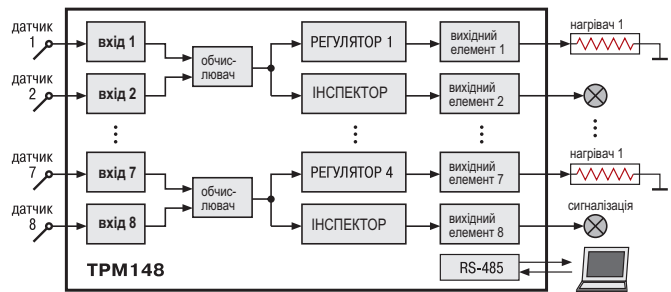 датчик
1
вхід 1
обчис-
лювач
РЕГУЛЯТОР 1
вихідний
елемент 1
нагрівач 1
датчик
2
вхід 2
ІНСПЕКТОР
вихідний
елемент 2
датчик
7
вхід 7
обчис-
лювач
РЕГУЛЯТОР 4
вихідний
елемент 7
нагрівач 1
датчик
8
вхід 8
ІНСПЕКТОР
вихідний
елемент 8
сигналізація
ТРМ148
RS-485